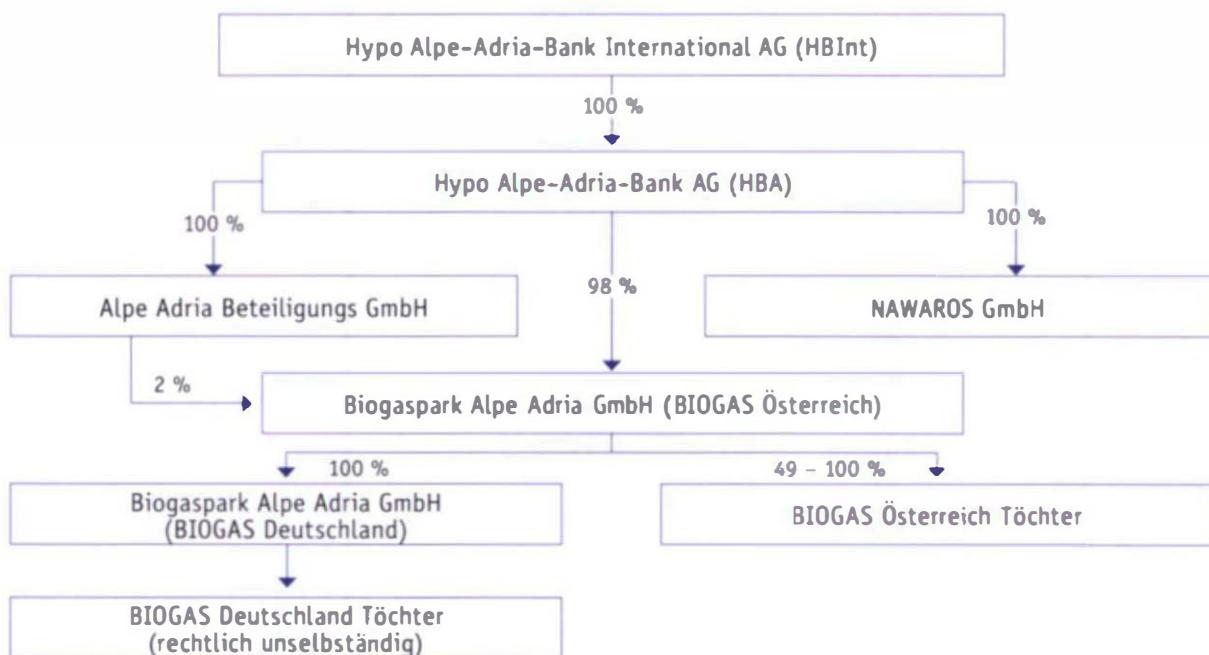 Hypo Alpe-Adria-Bank International AG (HBInt)
100 %
Hypo Alpe-Adria-Bank AG (HBA)
100 %
100 %
Alpe Adria Beteiligungs GmbH
98 %
NAWAROS GmbH
2 %
Biogaspark Alpe Adria GmbH (BIOGAS Österreich)
100 %
49 – 100 %
Biogaspark Alpe Adria GmbH
(BIOGAS Deutschland)
BIOGAS Österreich Töchter
BIOGAS Deutschland Töchter
(rechtlich unselbständig)